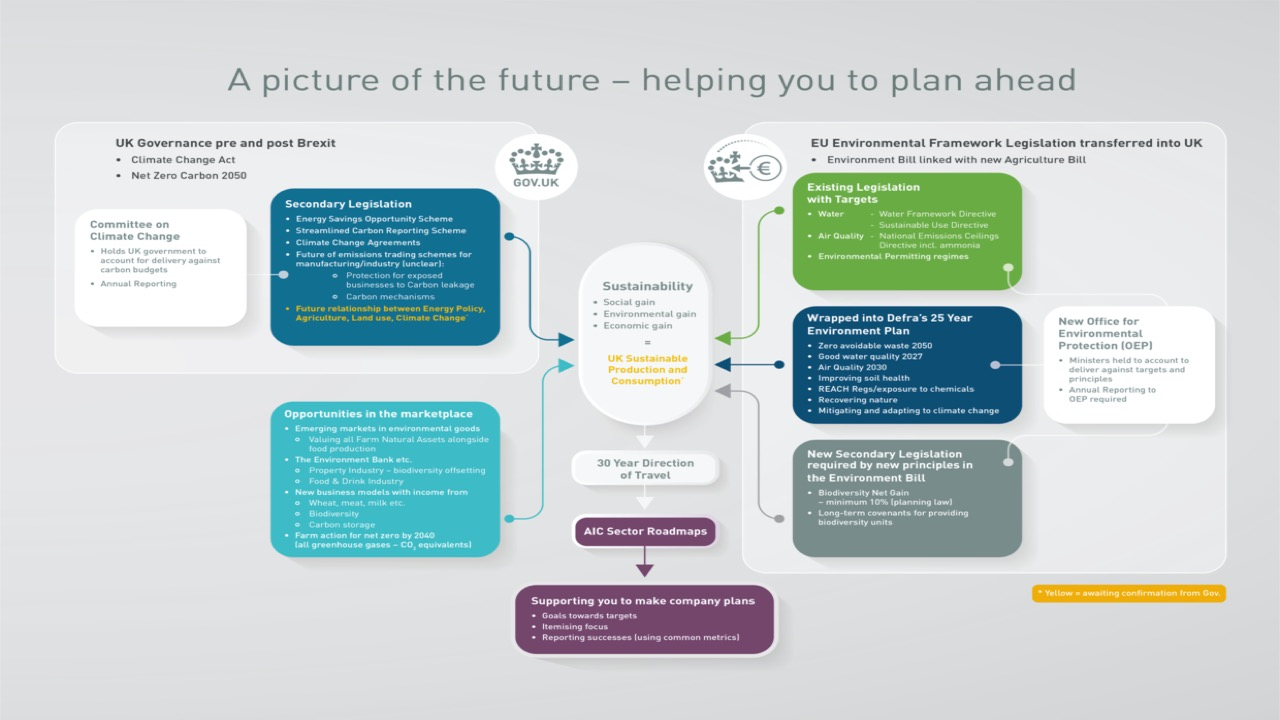 A picture of the future – helping you to plan ahead
UK Governance pre and post Brexit
• Climate Change Act
• Net Zero Carbon 2050
GOV.UK
€
EU Environmental Framework Legislation transferred into UK
• Environment Bill linked with new Agriculture Bill
Committee on
Climate Change
• Holds UK government to
account for delivery against
carbon budgets
• Annual Reporting
Secondary Legislation
• Energy Savings Opportunity Scheme
• Streamlined Carbon Reporting Scheme
• Climate Change Agreements
• Future of emissions trading schemes for
manufacturing/industry (unclear):
o Protection for exposed
businesses to Carbon leakage
o Carbon mechanisms
• Future relationship between Energy Policy,
Agriculture, Land use, Climate Change*
Opportunities in the marketplace
• Emerging markets in environmental goods
o Valuing all Farm Natural Assets alongside
food production
• The Environment Bank etc.
o Property Industry – biodiversity offsetting
o Food & Drink Industry
• New business models with income from
o Wheat, meat, milk etc.
o Biodiversity
o Carbon storage
• Farm action for net zero by 2040
(all greenhouse gases – CO₂ equivalents)
Sustainability
• Social gain
• Environmental gain
• Economic gain
=
UK Sustainable
Production and
Consumption*
30 Year Direction
of Travel
AIC Sector Roadmaps
Supporting you to make company plans
• Goals towards targets
• Itemising focus
• Reporting successes (using common metrics)
Existing Legislation
with Targets
• Water - Water Framework Directive
- Sustainable Use Directive
• Air Quality - National Emissions Ceilings
Directive incl. ammonia
• Environmental Permitting regimes
Wrapped into Defra's 25 Year
Environment Plan
• Zero avoidable waste 2050
• Good water quality 2027
• Air Quality 2030
• Improving soil health
• REACH Regs/exposure to chemicals
• Recovering nature
• Mitigating and adapting to climate change
New Office for
Environmental
Protection (OEP)
• Ministers held to account to
deliver against targets and
principles
• Annual Reporting to
OEP required
New Secondary Legislation
required by new principles in
the Environment Bill
• Biodiversity Net Gain
– minimum 10% (planning law)
• Long-term covenants for providing
biodiversity units
* Yellow = awaiting confirmation from Gov.